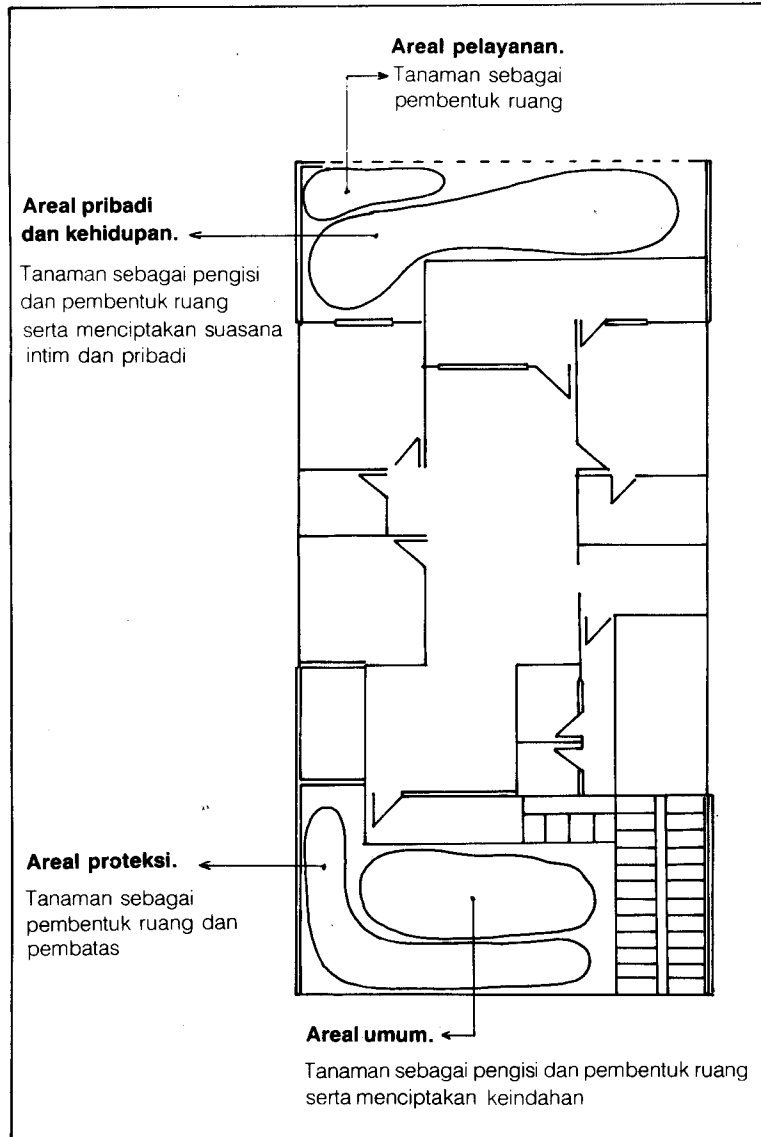 Areal pelayanan.
Tanaman sebagai
pembentuk ruang
Areal pribadi
dan kehidupan.
Tanaman sebagai pengisi
dan pembentuk ruang
serta menciptakan suasana
intim dan pribadi
Areal proteksi.
Tanaman sebagai
pembentuk ruang dan
pembatas
Areal umum.
Tanaman sebagai pengisi dan pembentuk ruang
serta menciptakan keindahan